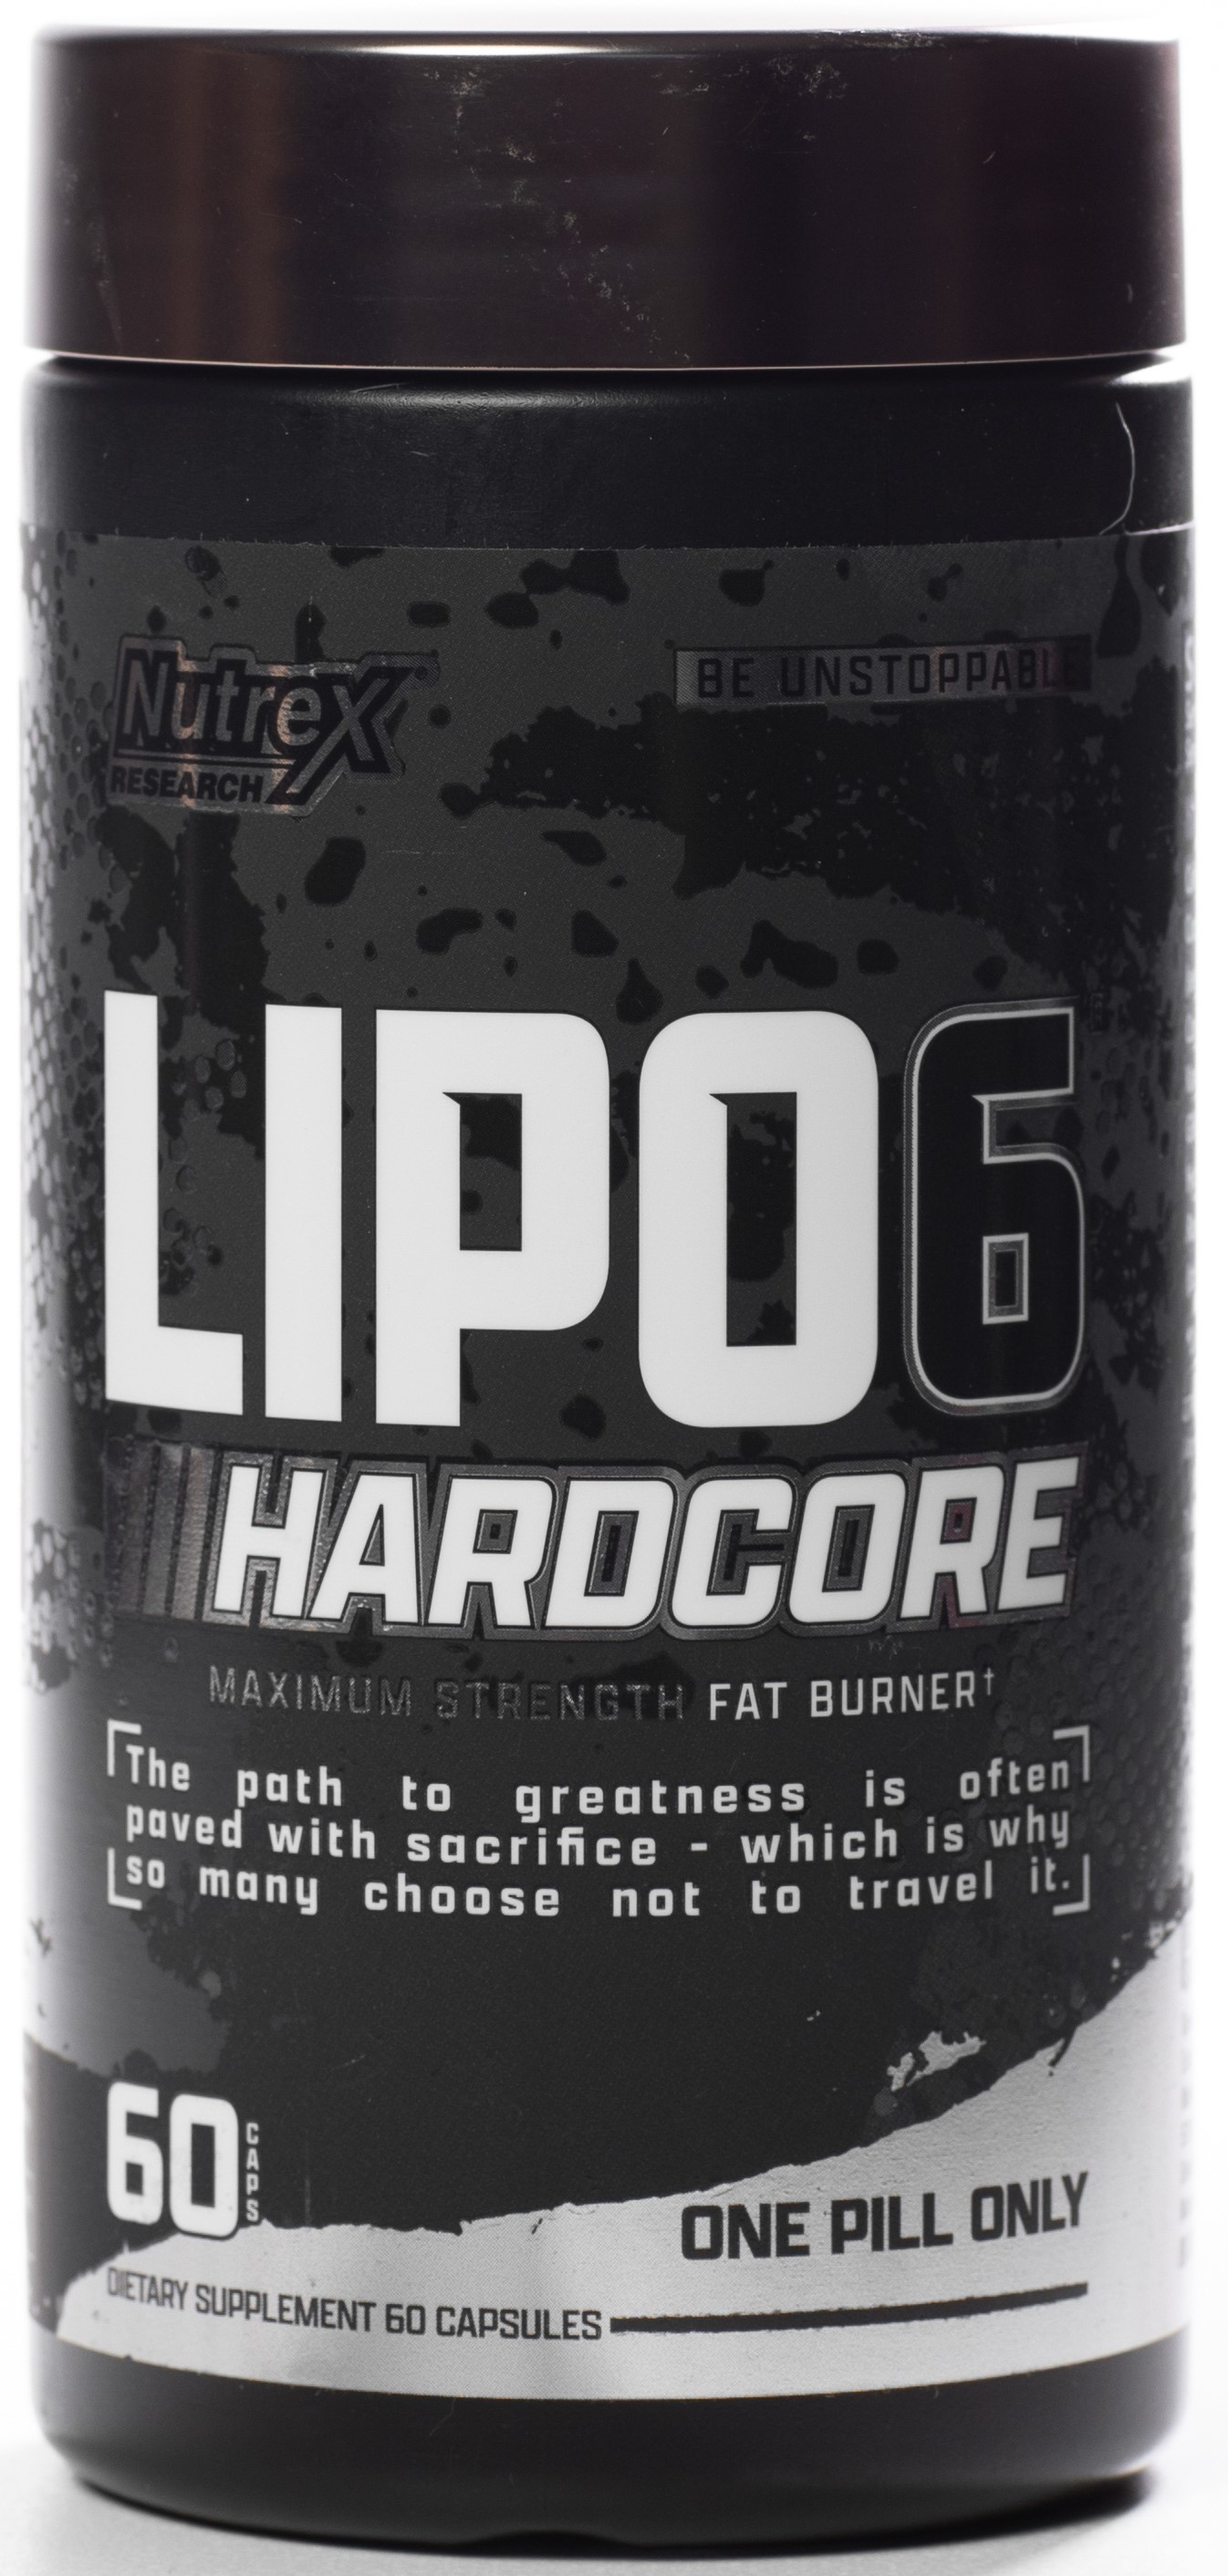 Nutrex
RESEARCH
BE UNSTOPPABLE
LIPO6
HARDCORE
MAXIMUM STRENGTH FAT BURNER†
The path to greatness is often
paved with sacrifice - which is why
so many choose not to travel it.
60 CAPS
ONE PILL ONLY
DIETARY SUPPLEMENT 60 CAPSULES